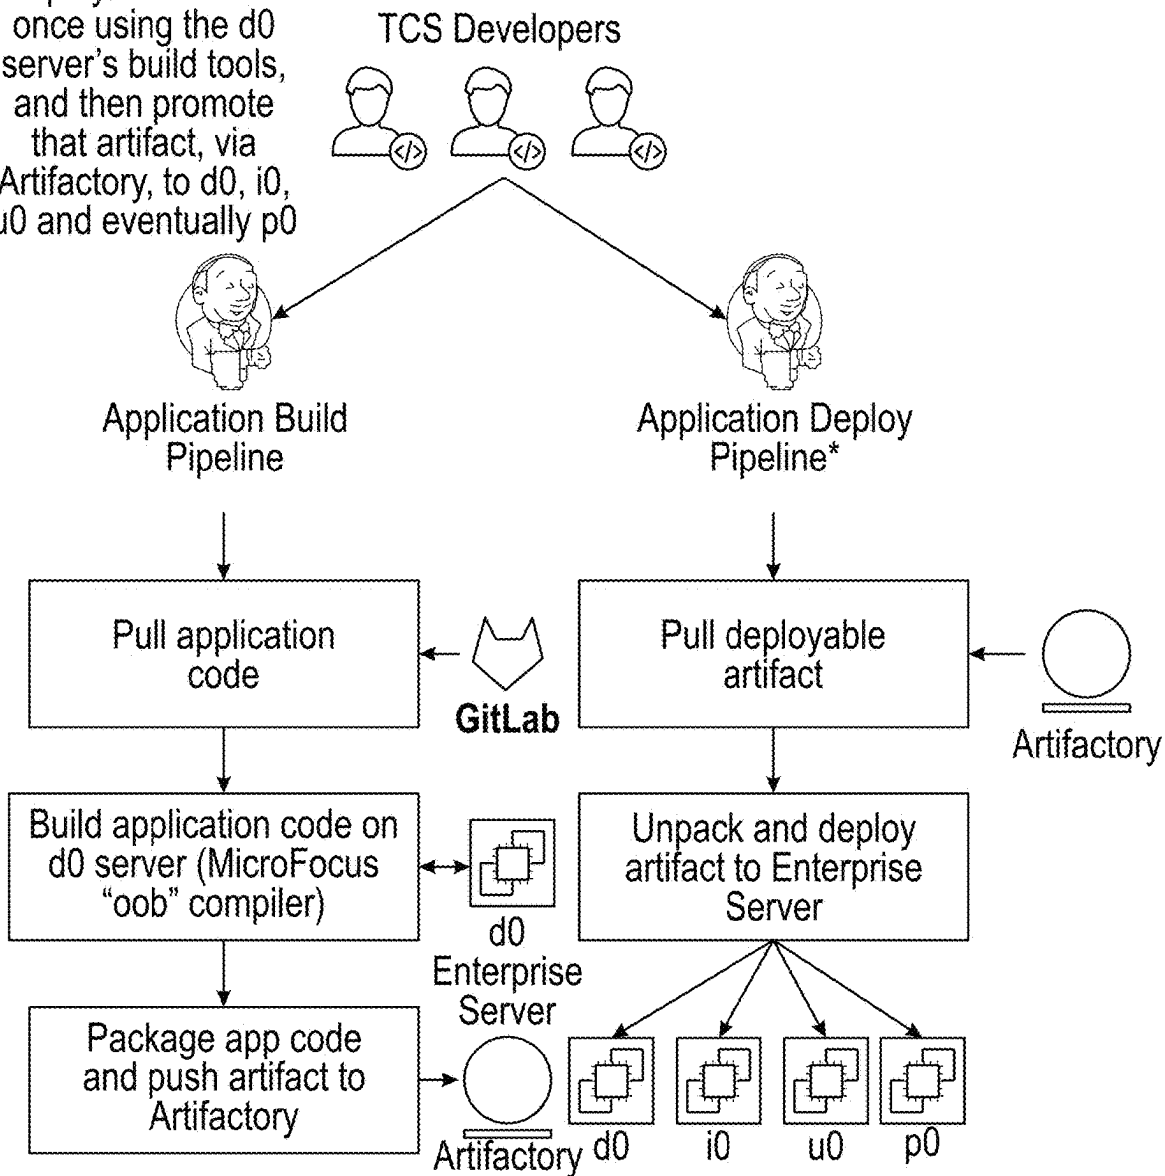 once using the d0
server's build tools,
and then promote
that artifact, via
Artifactory, to d0, i0,
u0 and eventually p0
TCS Developers
</>
</>
</>
Application Build
Pipeline
Application Deploy
Pipeline*
Pull application
code
GitLab
Pull deployable
artifact
Artifactory
Build application code on
d0 server (MicroFocus
“oob” compiler)
d0
Enterprise
Server
Unpack and deploy
artifact to Enterprise
Server
Package app code
and push artifact to
Artifactory
Artifactory
d0
i0
u0
p0